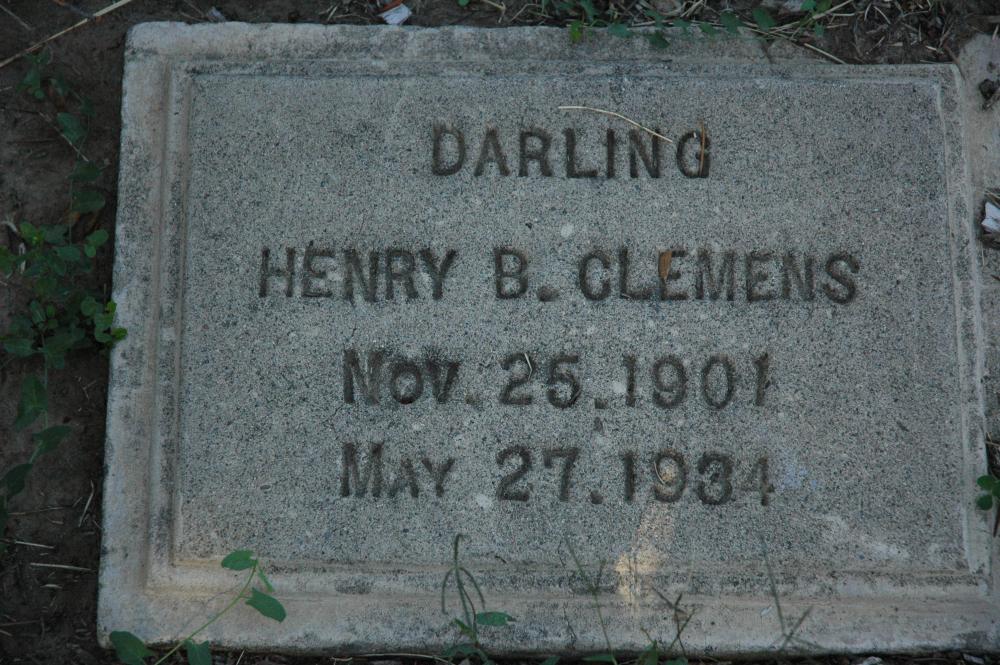 DARLING
HENRY B. CLEMENS
NOV. 25. 1901
MAY 27. 1934